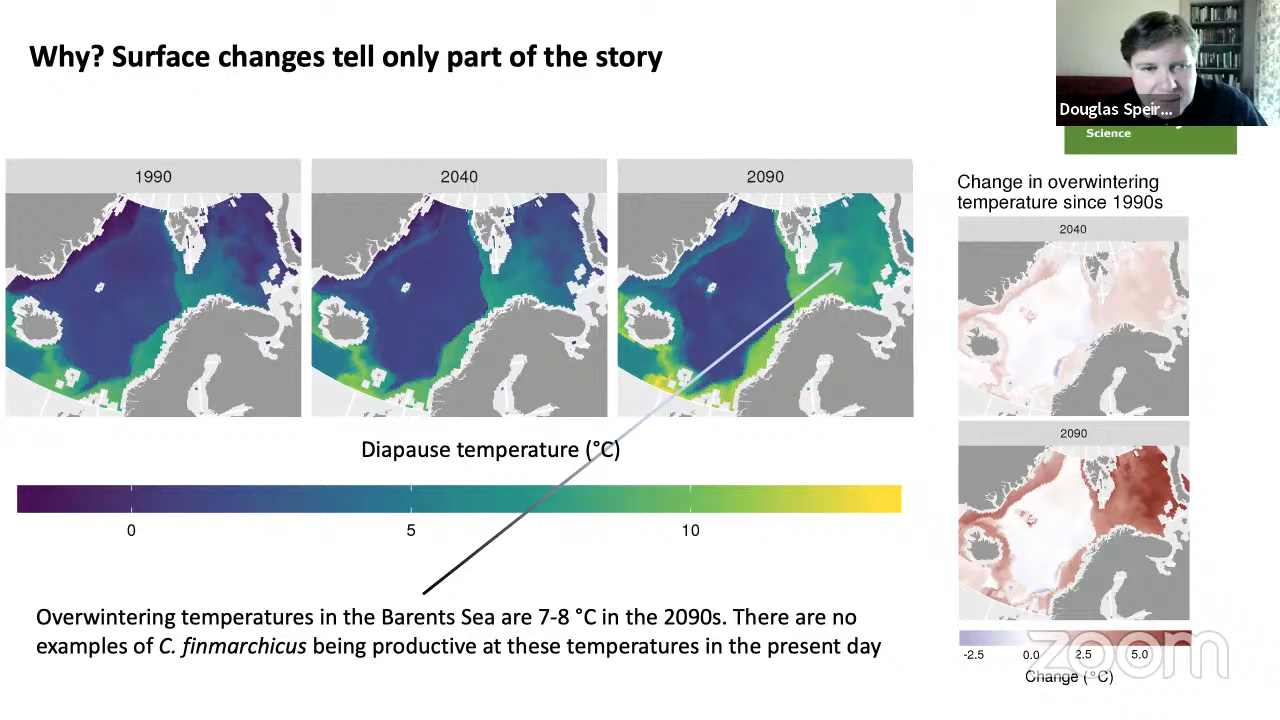 Why? Surface changes tell only part of the story
Douglas Speir...
Science
1990
2040
2090
Change in overwintering
temperature since 1990s
2040
Diapause temperature (°C)
0
5
10
2090
Overwintering temperatures in the Barents Sea are 7-8 °C in the 2090s. There are no
examples of C. finmarchicus being productive at these temperatures in the present day
-2.5
0.0
2.5
5.0
Change (°C)
zoom